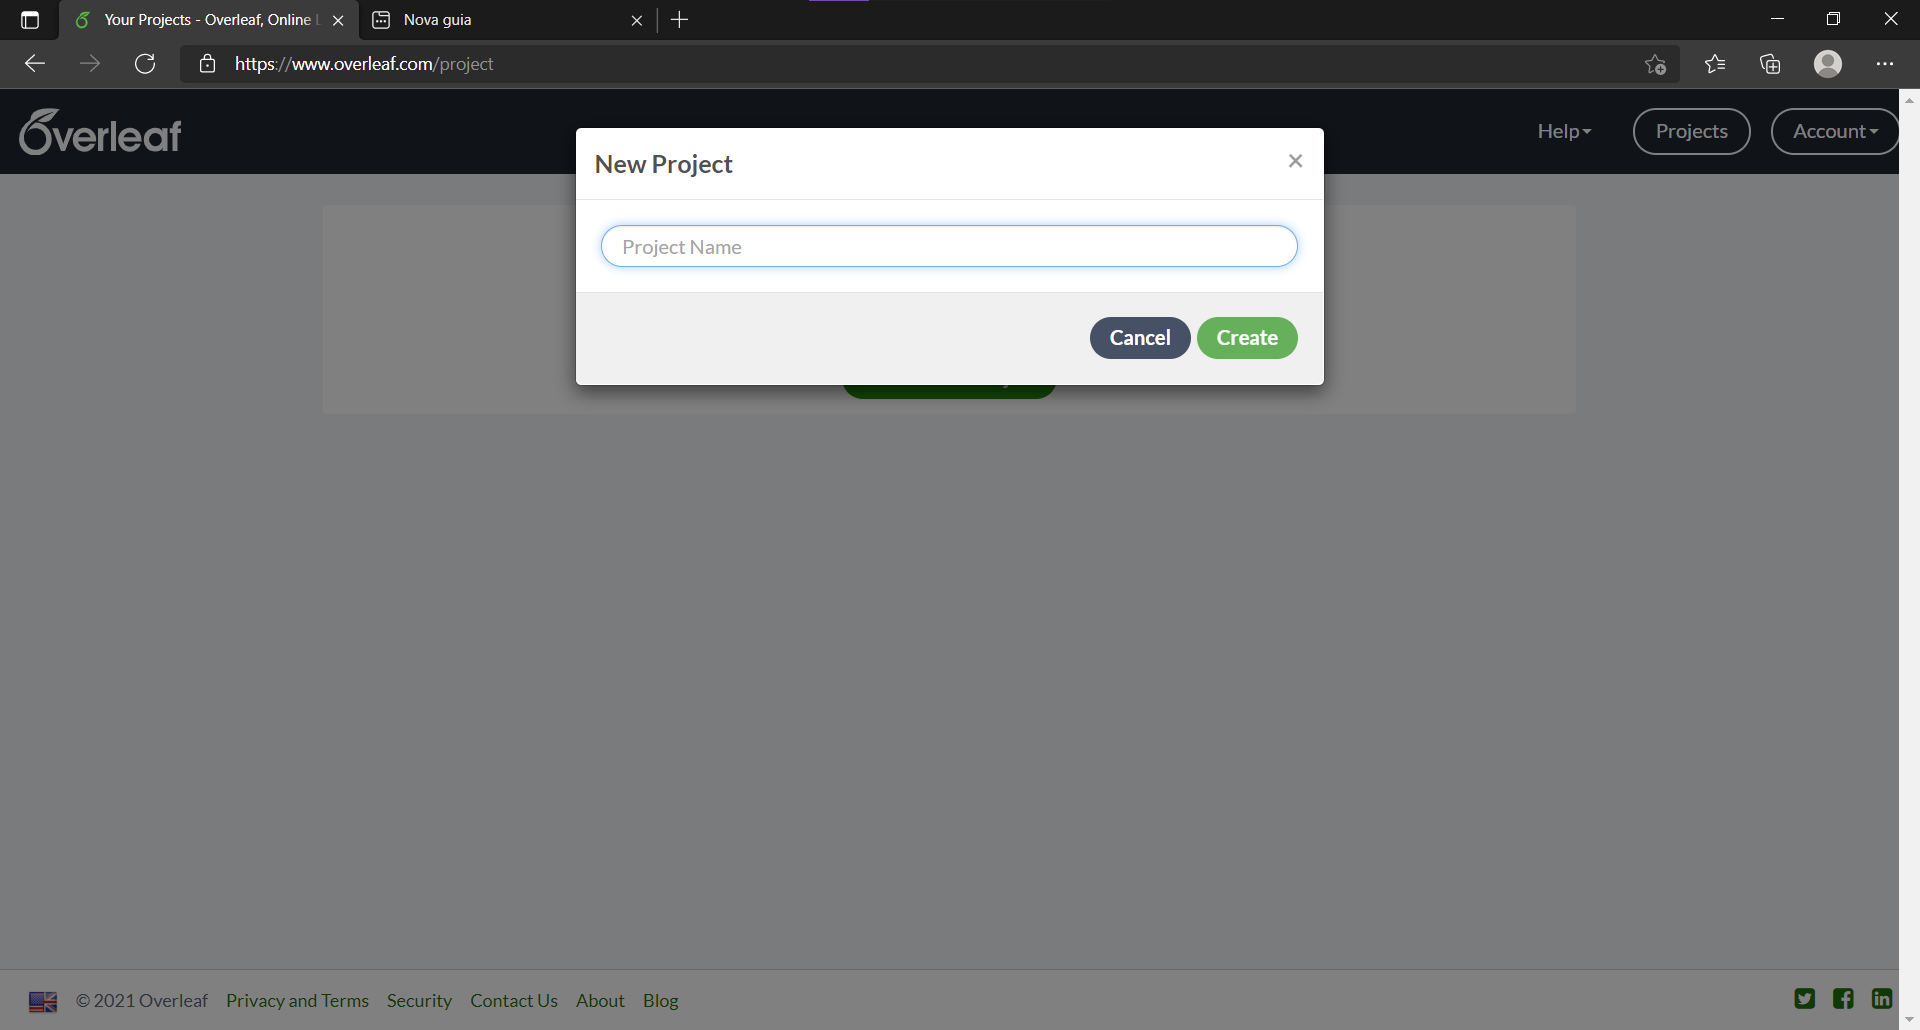 Your Projects - Overleaf, Online
Nova guia
https://www.overleaf.com/project
Overleaf
Help
Projects
Account
New Project
Project Name
Cancel
Create
© 2021 Overleaf
Privacy and Terms
Security
Contact Us
About
Blog